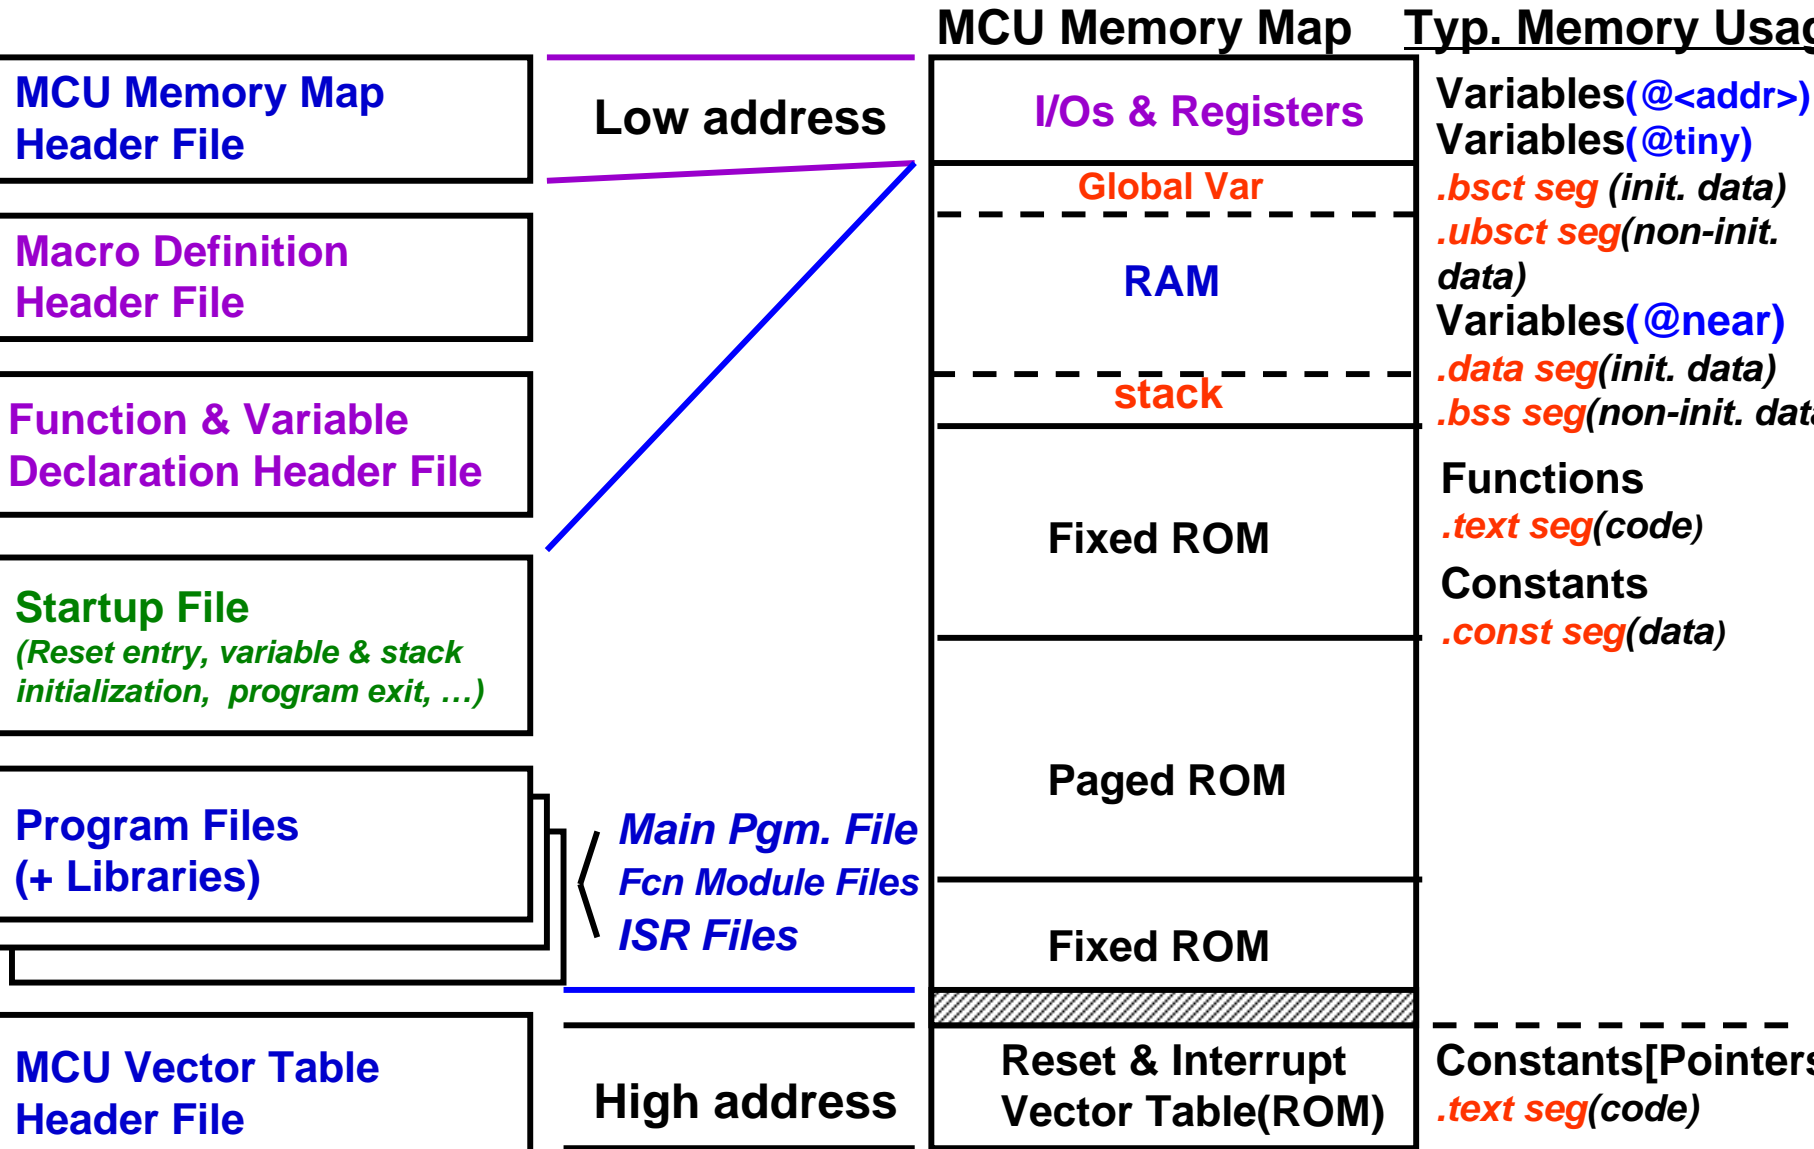 MCU Memory Map
Typ. Memory Usag
MCU Memory Map
Header File
Macro Definition
Header File
Function & Variable
Declaration Header File
Startup File
(Reset entry, variable & stack
initialization, program exit, …)
Program Files
(+ Libraries)
MCU Vector Table
Header File
Low address
Main Pgm. File
Fcn Module Files
ISR Files
High address
I/Os & Registers
Global Var
RAM
stack
Fixed ROM
Paged ROM
Fixed ROM
Reset & Interrupt
Vector Table(ROM)
Variables(@<addr>)
Variables(@tiny)
.bsct seg (init. data)
.ubsct seg(non-init.
data)
Variables(@near)
.data seg(init. data)
.bss seg(non-init. data
Functions
.text seg(code)
Constants
.const seg(data)
Constants[Pointers
.text seg(code)